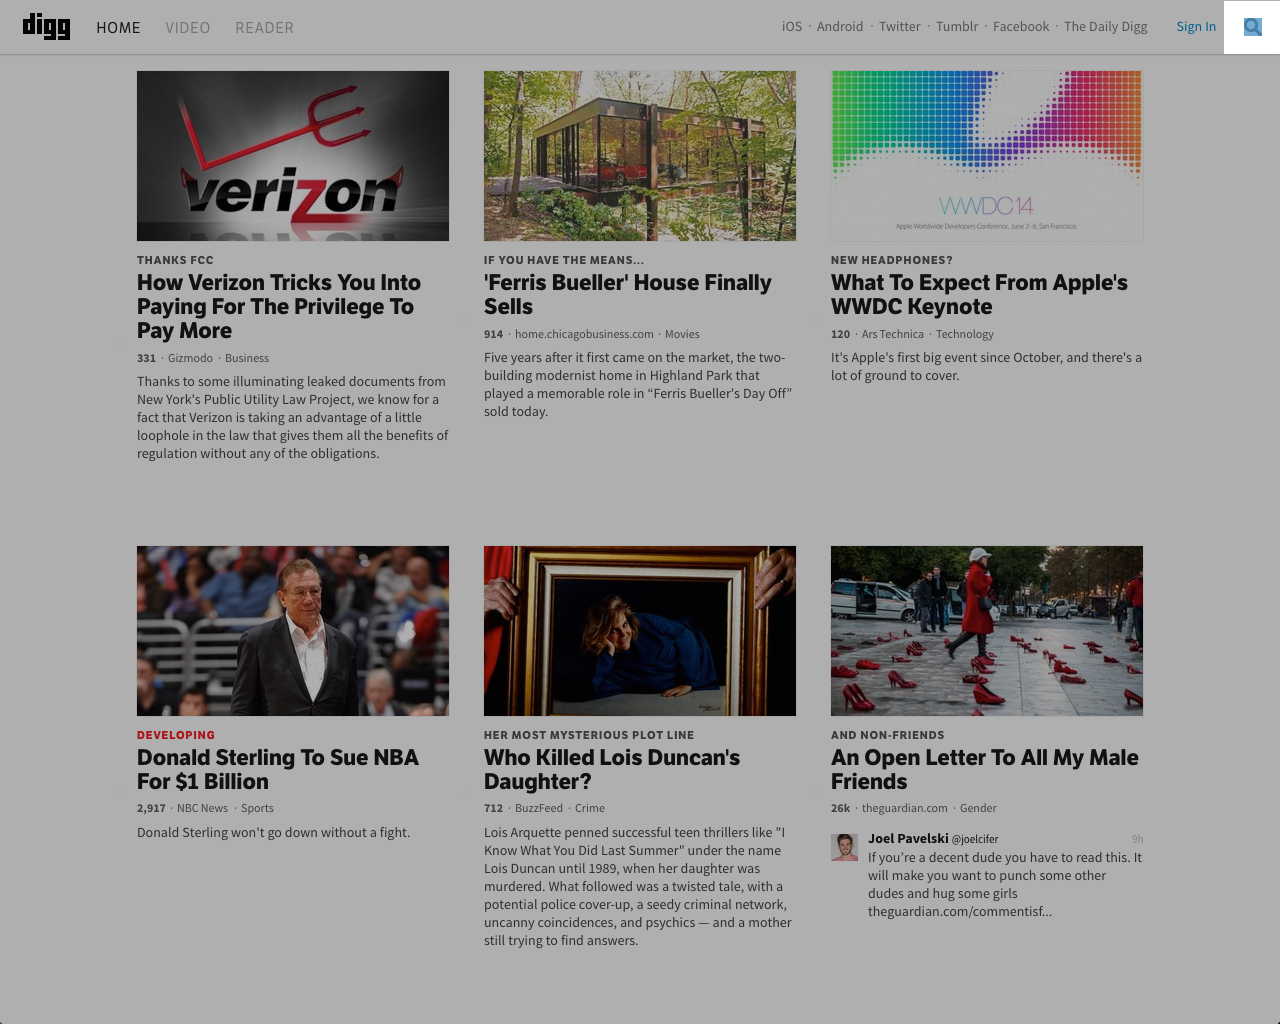 digg HOME VIDEO READER iOS · Android · Twitter · Tumblr · Facebook · The Daily Digg Sign In
verizon
WWDC14
Apple Worldwide Developers Conference. June 2–6, San Francisco.
THANKS FCC
How Verizon Tricks You Into
Paying For The Privilege To
Pay More
331 · Gizmodo · Business
Thanks to some illuminating leaked documents from
New York's Public Utility Law Project, we know for a
fact that Verizon is taking an advantage of a little
loophole in the law that gives them all the benefits of
regulation without any of the obligations.
IF YOU HAVE THE MEANS...
'Ferris Bueller' House Finally
Sells
914 · home.chicagobusiness.com · Movies
Five years after it first came on the market, the two-
building modernist home in Highland Park that
played a memorable role in “Ferris Bueller's Day Off”
sold today.
NEW HEADPHONES?
What To Expect From Apple's
WWDC Keynote
120 · Ars Technica · Technology
It's Apple's first big event since October, and there's a
lot of ground to cover.
DEVELOPING
Donald Sterling To Sue NBA
For $1 Billion
2,917 · NBC News · Sports
Donald Sterling won't go down without a fight.
HER MOST MYSTERIOUS PLOT LINE
Who Killed Lois Duncan's
Daughter?
712 · BuzzFeed · Crime
Lois Arquette penned successful teen thrillers like "I
Know What You Did Last Summer" under the name
Lois Duncan until 1989, when her daughter was
murdered. What followed was a twisted tale, with a
potential police cover-up, a seedy criminal network,
uncanny coincidences, and psychics — and a mother
still trying to find answers.
AND NON-FRIENDS
An Open Letter To All My Male
Friends
26k · theguardian.com · Gender
Joel Pavelski @joelcifer 9h
If you’re a decent dude you have to read this. It
will make you want to punch some other
dudes and hug some girls
theguardian.com/commentisf...